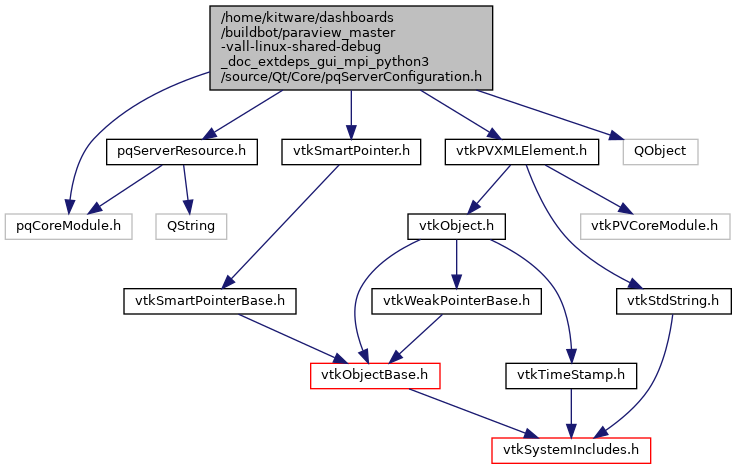 /home/kitware/dashboards
/buildbot/paraview_master
-vall-linux-shared-debug
_doc_extdeps_gui_mpi_python3
/source/Qt/Core/pqServerConfiguration.h
pqServerResource.h
vtkSmartPointer.h
vtkPVXMLElement.h
QObject
pqCoreModule.h
QString
vtkObject.h
vtkPVCoreModule.h
vtkSmartPointerBase.h
vtkWeakPointerBase.h
vtkStdString.h
vtkObjectBase.h
vtkTimeStamp.h
vtkSystemIncludes.h